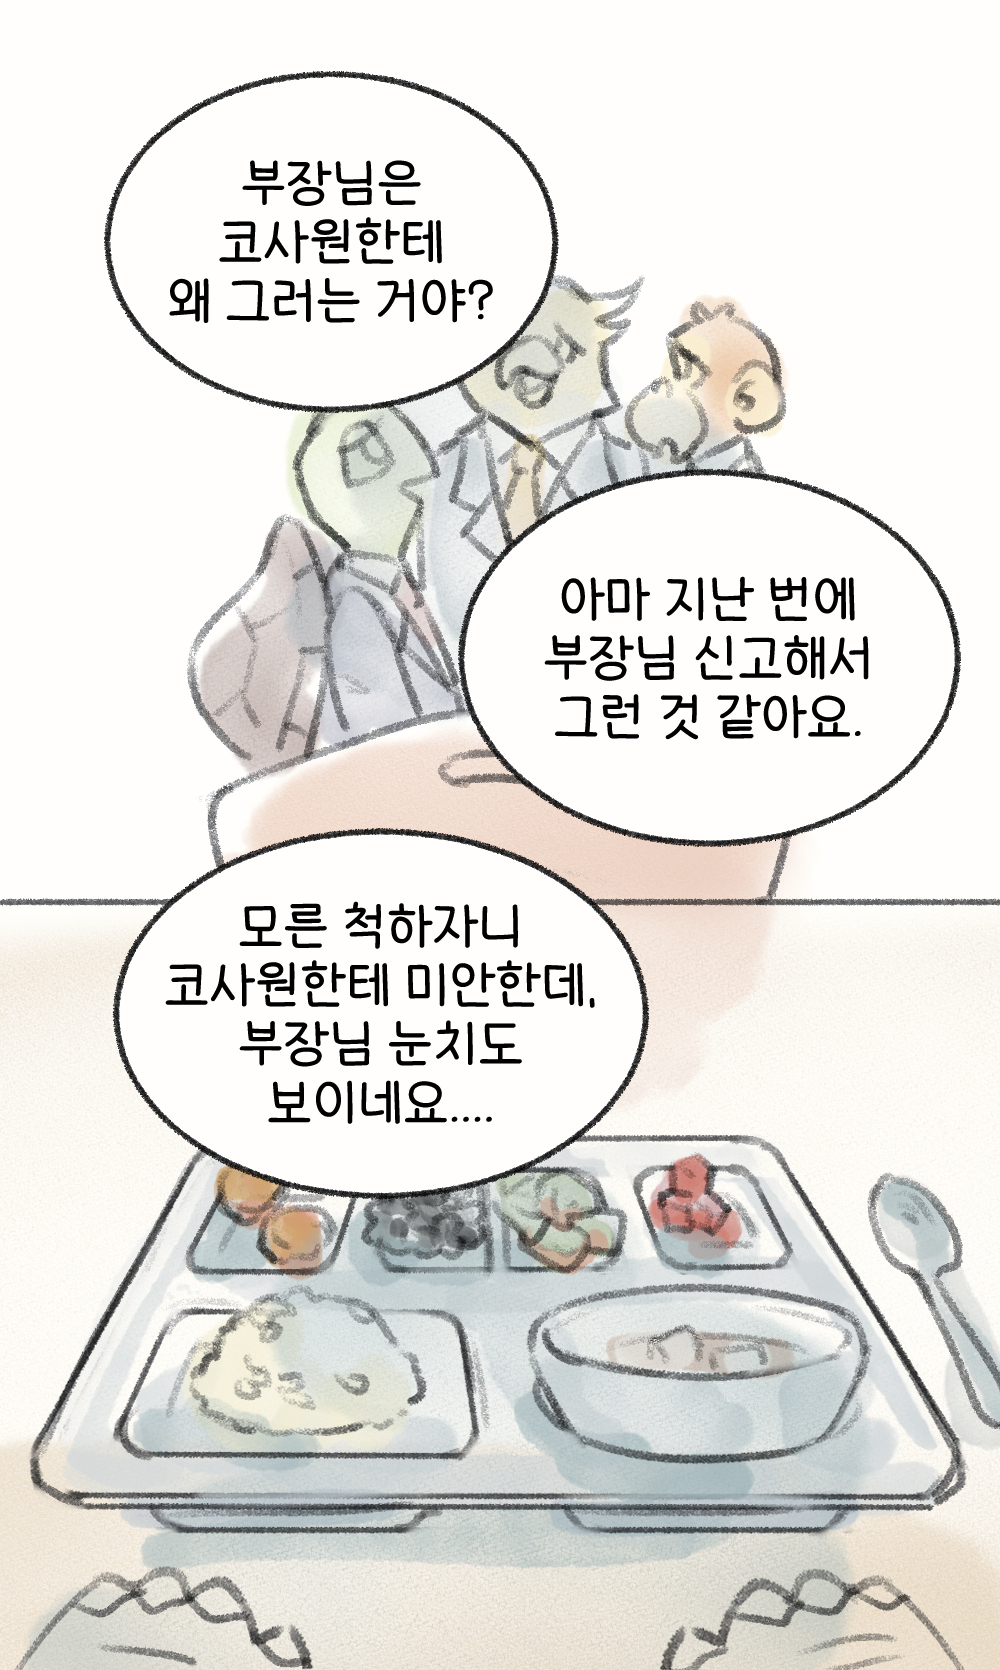 부장님은
코사원한테
왜 그러는 거야?
아마 지난 번에
부장님 신고해서
그런 것 같아요.
모른 척하자니
코사원한테 미안한데,
부장님 눈치도
보이네요....